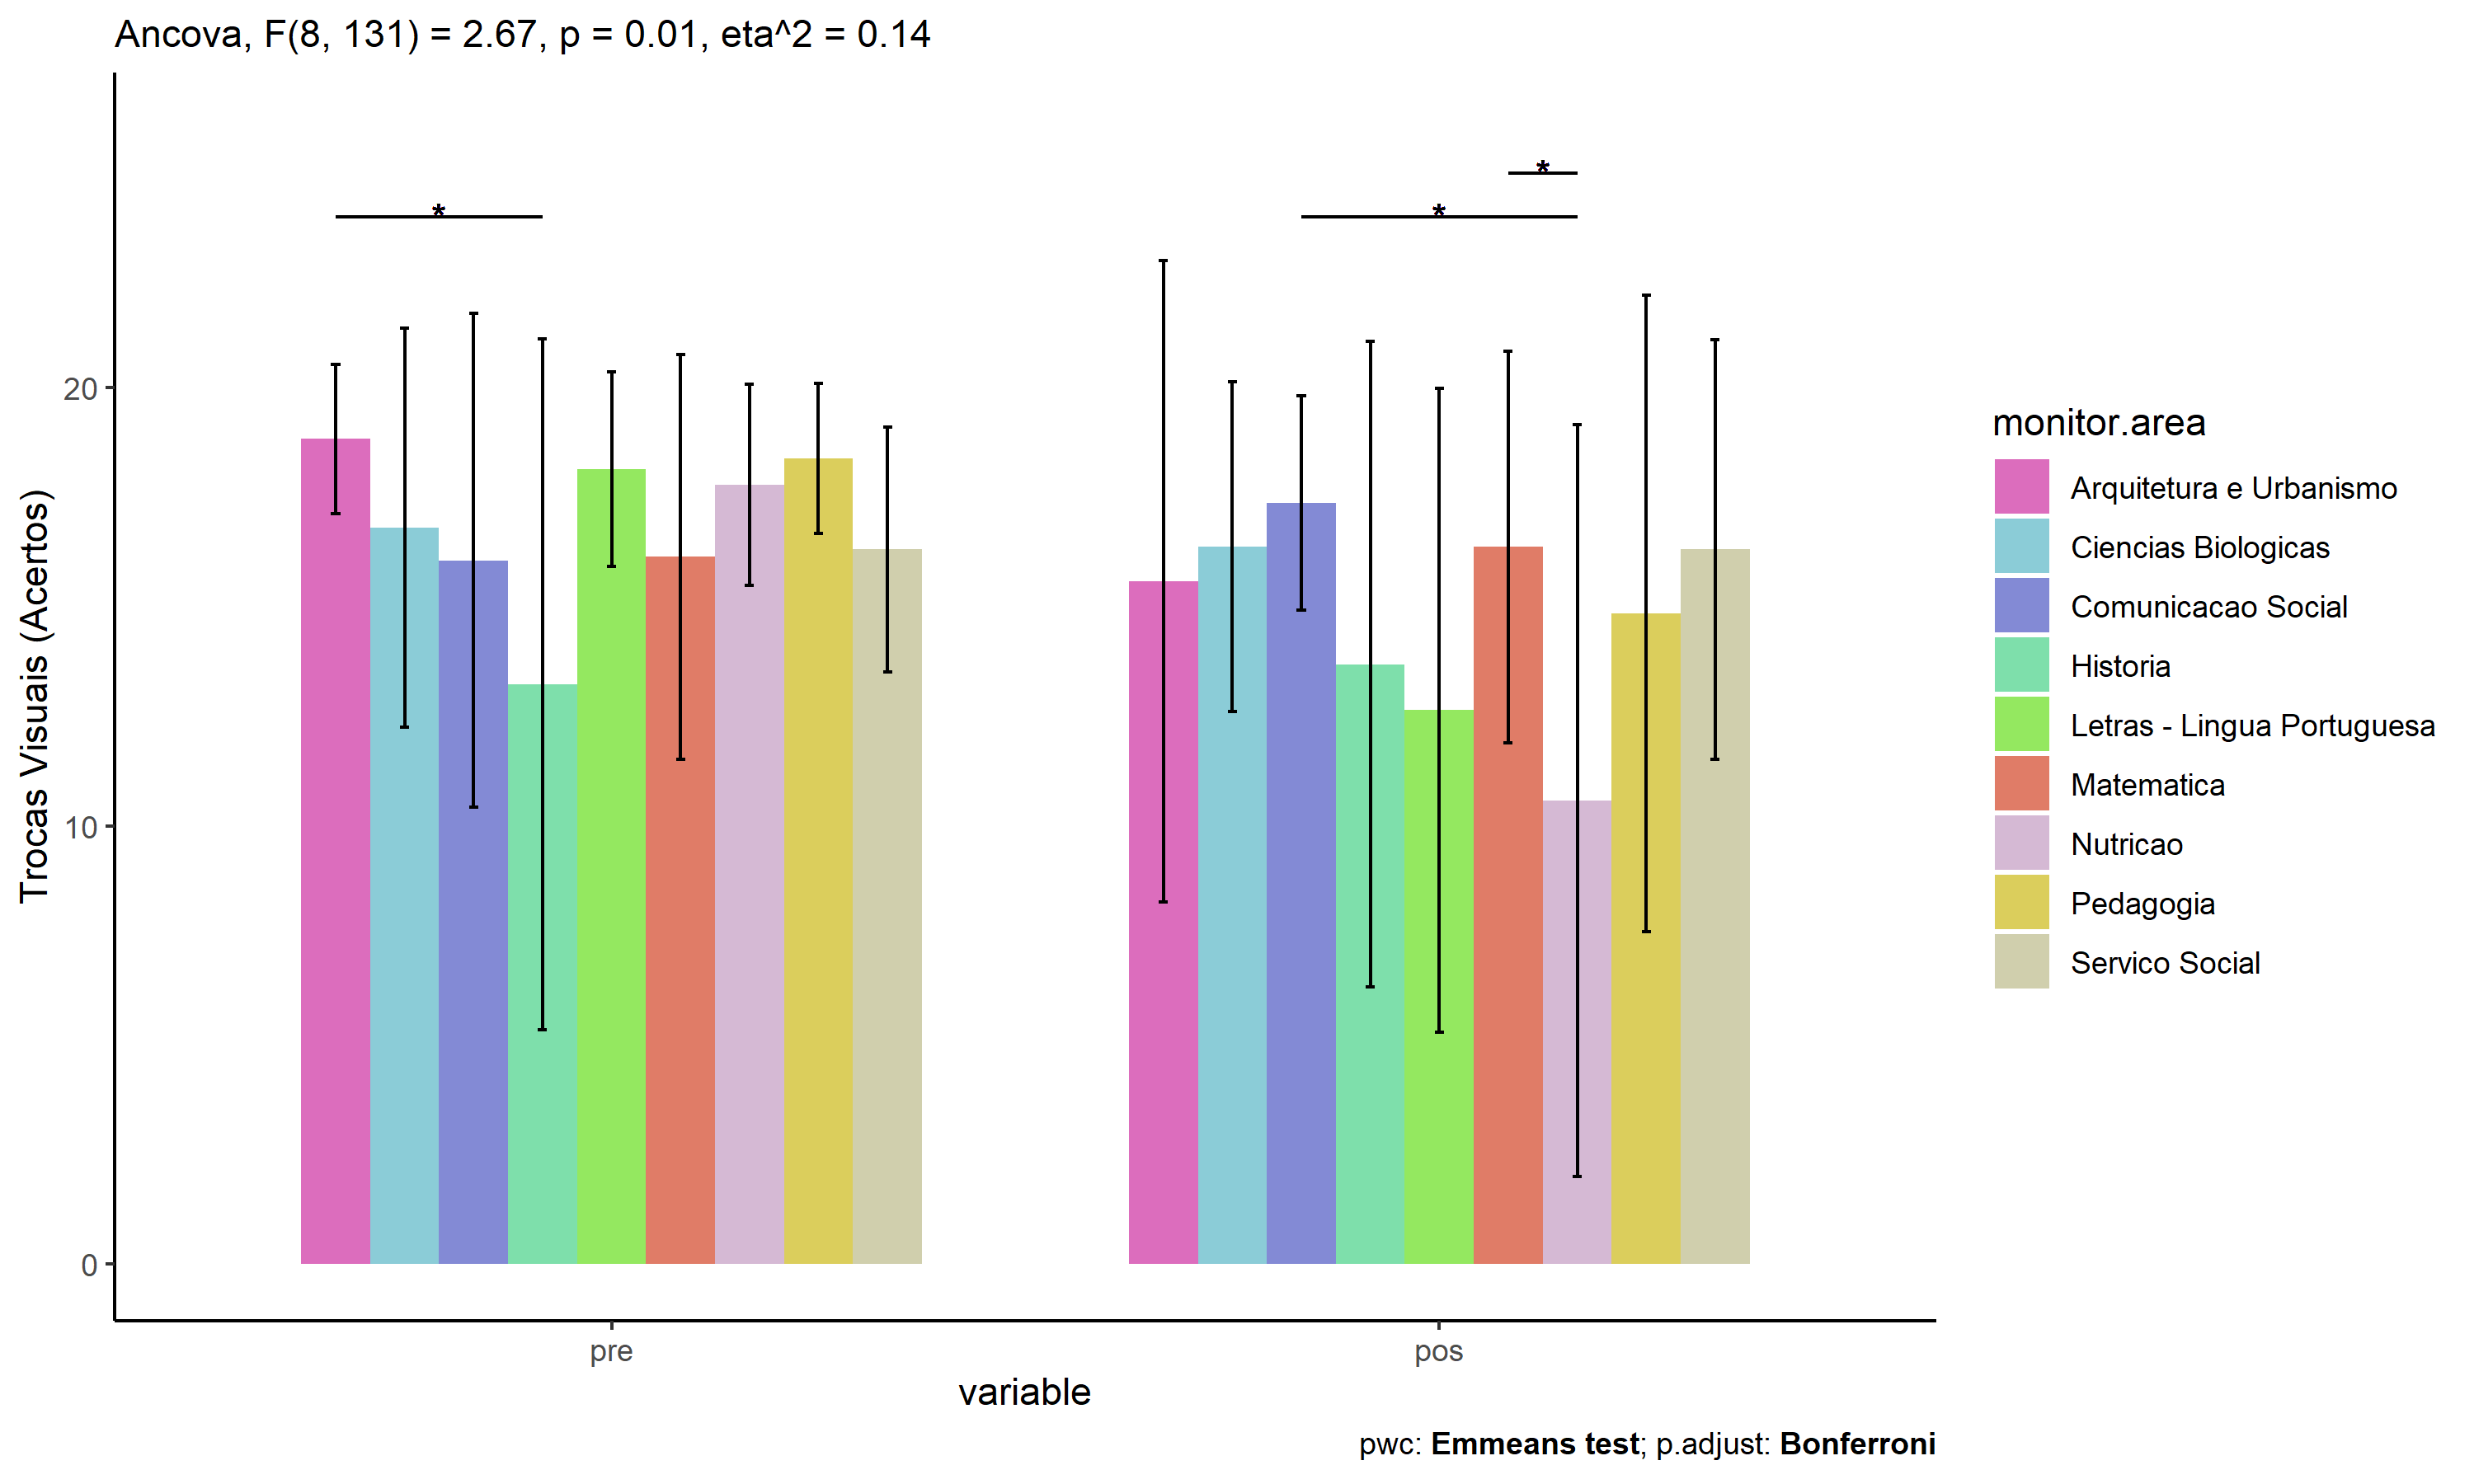 Ancova, F(8, 131) = 2.67, p = 0.01, eta^2 = 0.14
Trocas Visuais (Acertos)
20
10
0
*
*
*
pre
pos
variable
monitor.area
Arquitetura e Urbanismo
Ciencias Biologicas
Comunicacao Social
Historia
Letras - Lingua Portuguesa
Matematica
Nutricao
Pedagogia
Servico Social
pwc: Emmeans test; p.adjust: Bonferroni